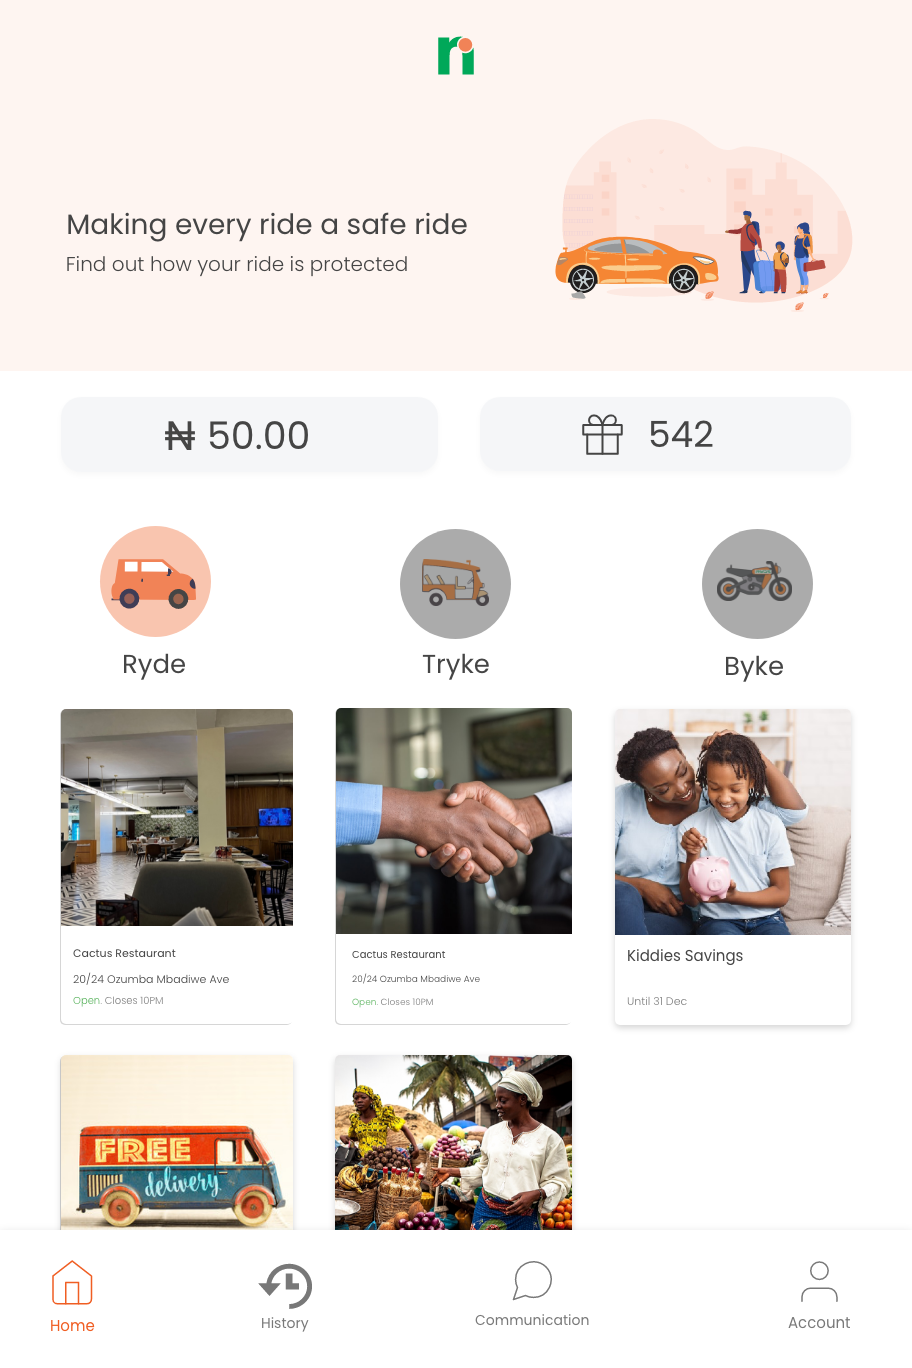 ri
Making every ride a safe ride
Find out how your ride is protected
₦ 50.00
542
Ryde
Tryke
Byke
Cactus Restaurant
20/24 Ozumba Mbadiwe Ave
Open. Closes 10PM
Cactus Restaurant
20/24 Ozumba Mbadiwe Ave
Open. Closes 10PM
Kiddies Savings
Until 31 Dec
FREE
delivery
Home
History
Communication
Account